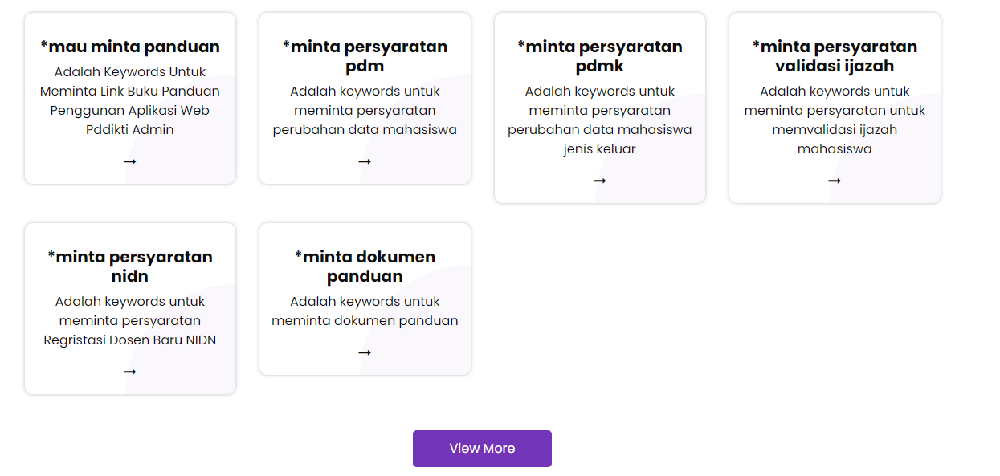 *mau minta panduan
Adalah Keywords Untuk
Meminta Link Buku Panduan
Penggunan Aplikasi Web
Pddikti Admin
*minta persyaratan
pdm
Adalah keywords untuk
meminta persyaratan
perubahan data mahasiswa
*minta persyaratan
pdmk
Adalah keywords untuk
meminta persyaratan
perubahan data mahasiswa
jenis keluar
*minta persyaratan
validasi ijazah
Adalah keywords untuk
meminta persyaratan untuk
memvalidasi ijazah
mahasiswa
*minta persyaratan
nidn
Adalah keywords untuk
meminta persyaratan
Regristasi Dosen Baru NIDN
*minta dokumen
panduan
Adalah keywords untuk
meminta dokumen panduan
View More